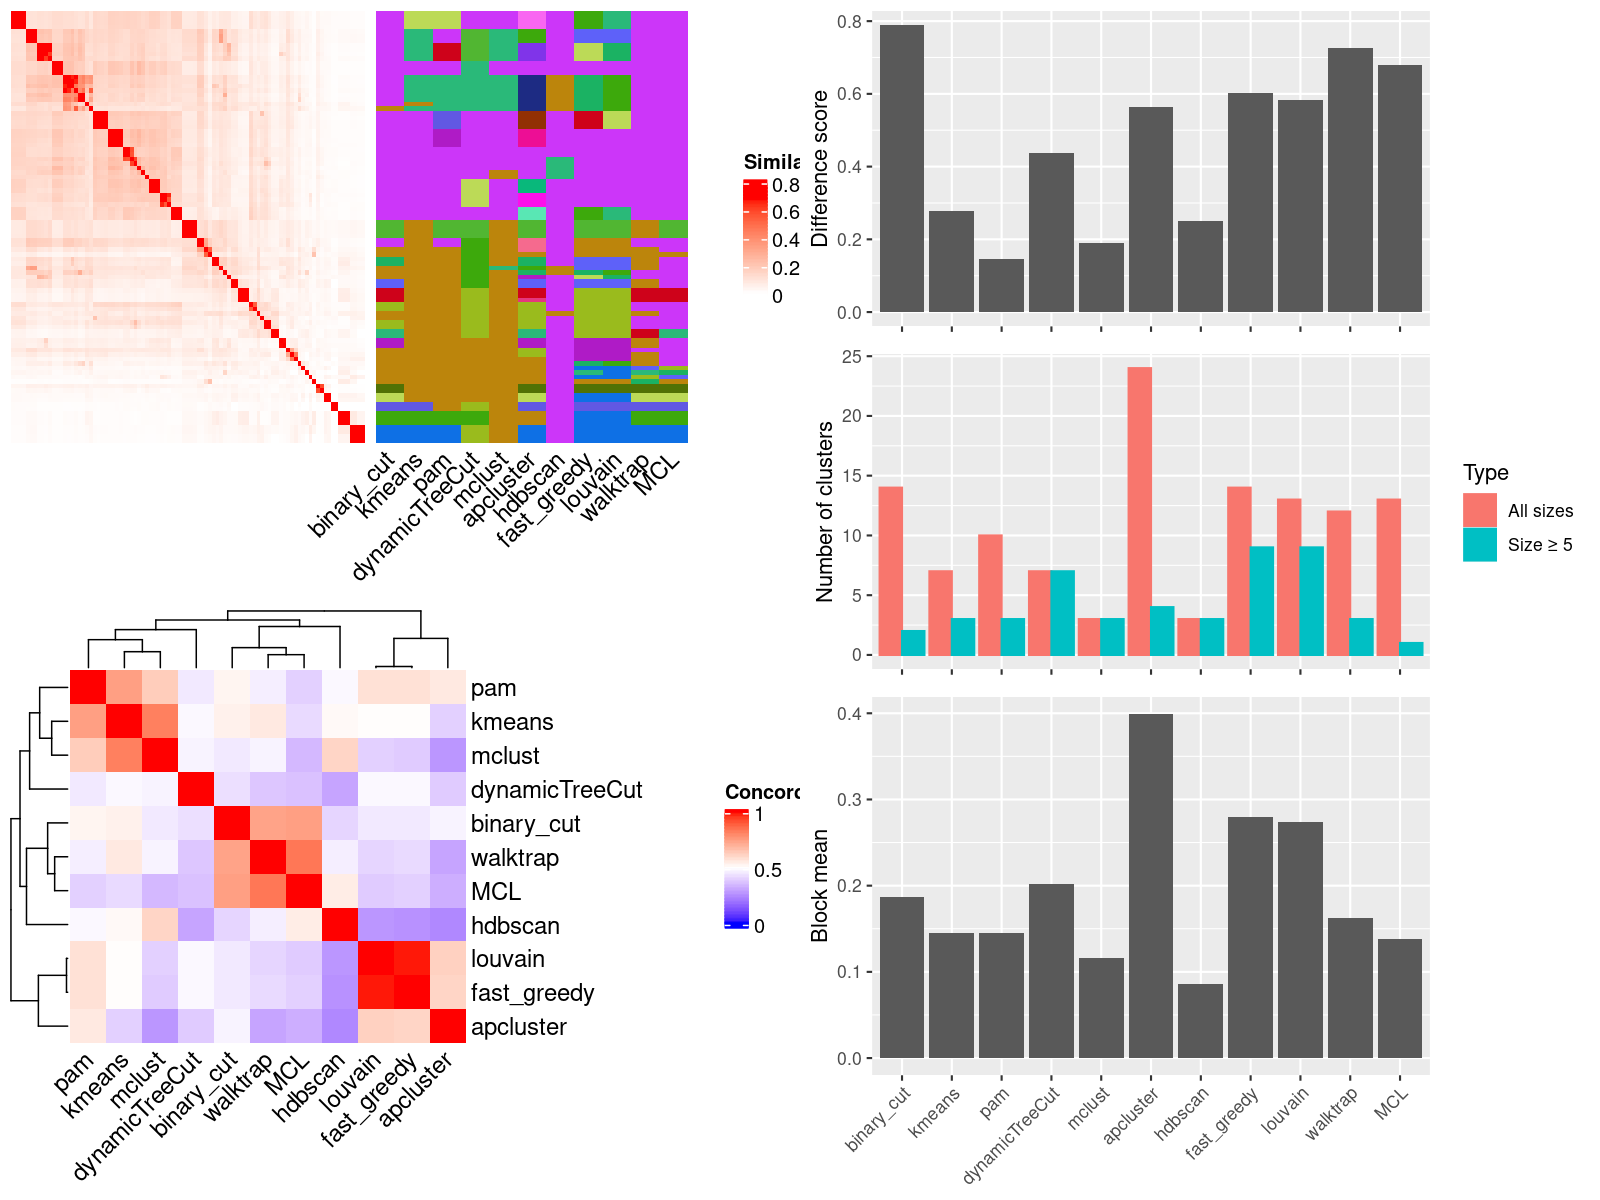 Simila
0.8
0.6
0.4
0.2
0
binary_cut
kmeans
pam
dynamicTreeCut
mclust
apcluster
hdbscan
fast_greedy
louvain
walktrap
MCL
pam
kmeans
mclust
dynamicTreeCut
binary_cut
walktrap
MCL
hdbscan
louvain
fast_greedy
apcluster
pam
kmeans
mclust
dynamicTreeCut
binary_cut
walktrap
MCL
hdbscan
louvain
fast_greedy
apcluster
Concord
1
0.5
0
Difference score
0.8
0.6
0.4
0.2
0.0
Number of clusters
25
20
15
10
5
0
Type
All sizes
Size ≥ 5
Block mean
0.4
0.3
0.2
0.1
0.0
binary_cut
kmeans
pam
dynamicTreeCut
mclust
apcluster
hdbscan
fast_greedy
louvain
walktrap
MCL